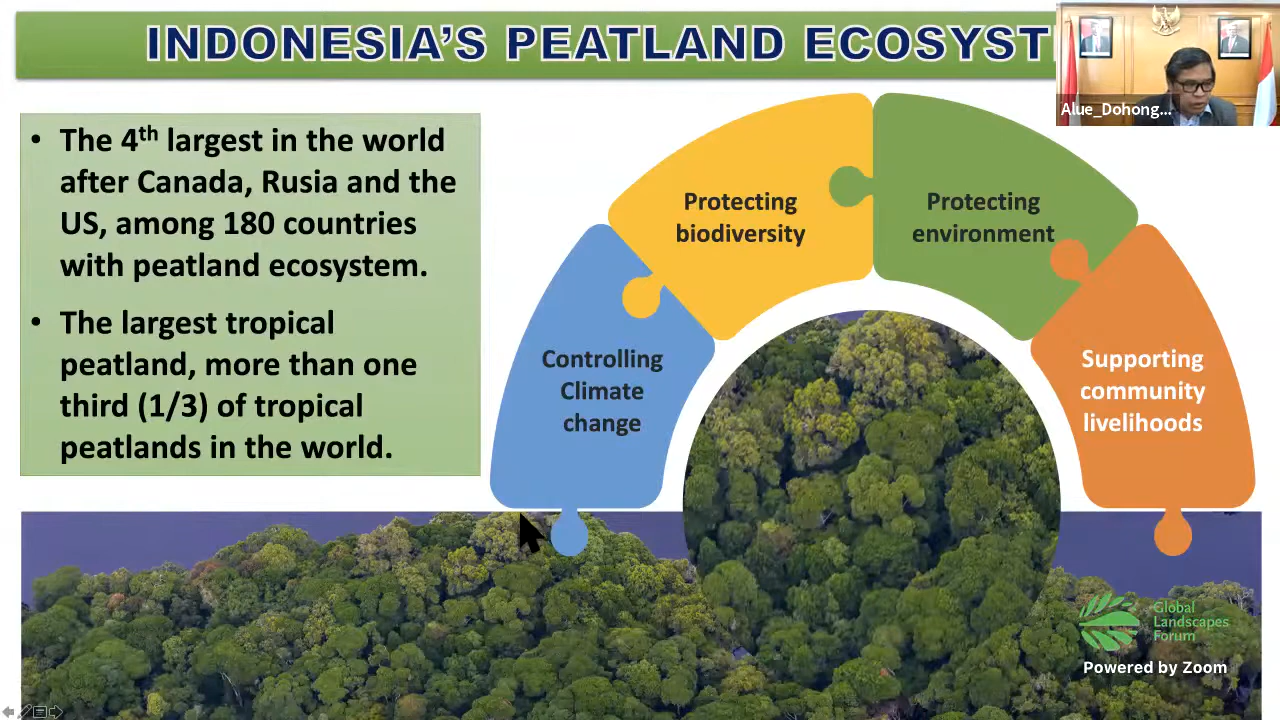 INDONESIA'S PEATLAND ECOSYST
Alue_Dohong...
• The 4th largest in the world
after Canada, Rusia and the
US, among 180 countries
with peatland ecosystem.
• The largest tropical
peatland, more than one
third (1/3) of tropical
peatlands in the world.
Controlling
Climate
change
Protecting
biodiversity
Protecting
environment
Supporting
community
livelihoods
Global
Landscapes
Forum
Powered by Zoom